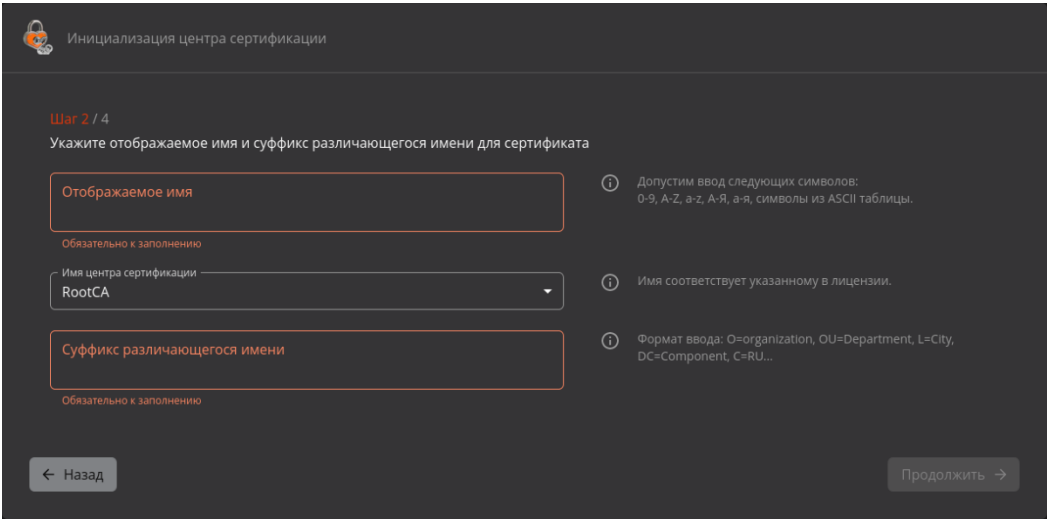 Инициализация центра сертификации
Шаг 2 / 4
Укажите отображаемое имя и суффикс различающегося имени для сертификата
Отображаемое имя
Обязательно к заполнению
Допустим ввод следующих символов:
0-9, A-Z, a-z, А-Я, а-я, символы из ASCII таблицы.
Имя центра сертификации
RootCA
Имя соответствует указанному в лицензии.
Суффикс различающегося имени
Обязательно к заполнению
Формат ввода: O=organization, OU=Department, L=City,
DC=Component, C=RU...
← Назад
Продолжить →